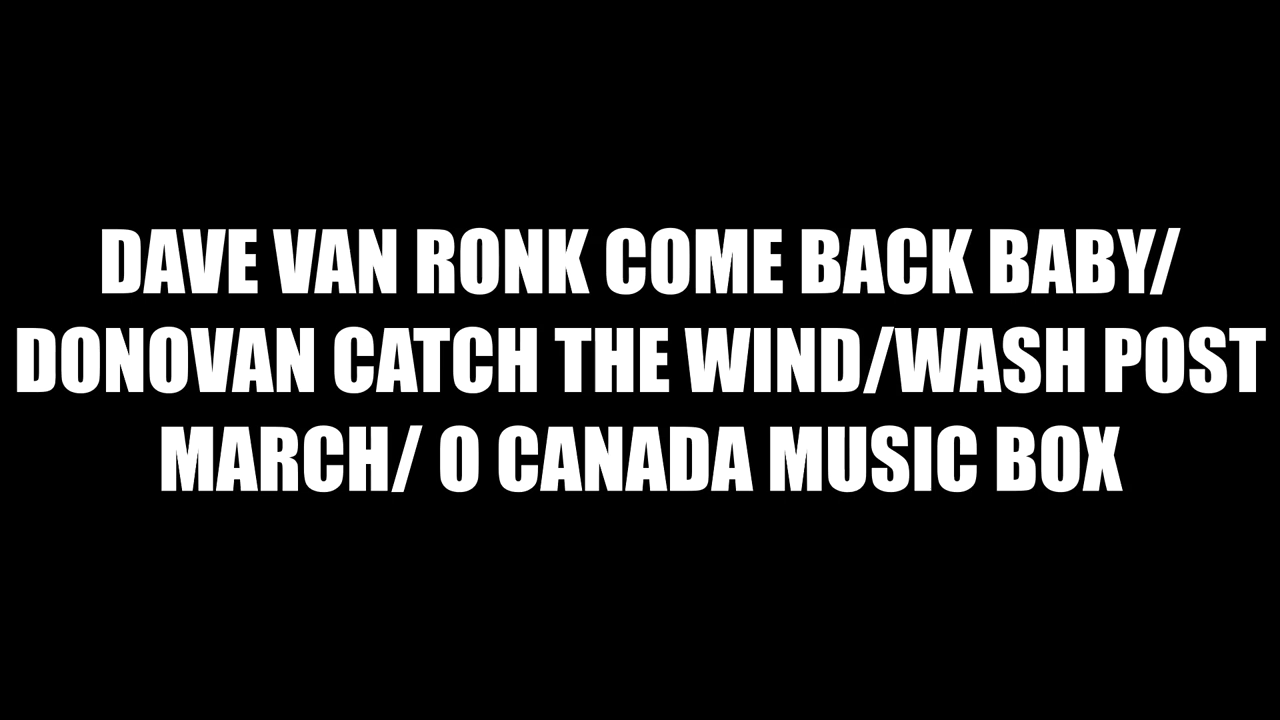 DAVE VAN RONK COME BACK BABY/
DONOVAN CATCH THE WIND/WASH POST
MARCH/ O CANADA MUSIC BOX